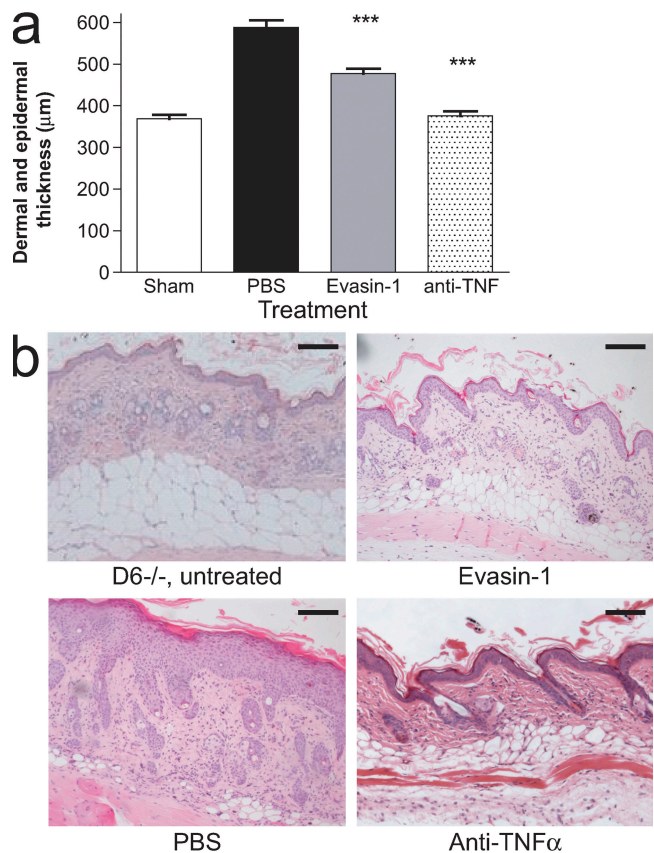 a
Dermal and epidermal
thickness (μm)
600
500
400
300
200
100
0
***
***
Sham PBS Evasin-1 anti-TNF
Treatment
b
D6-/-, untreated Evasin-1
PBS Anti-TNFα